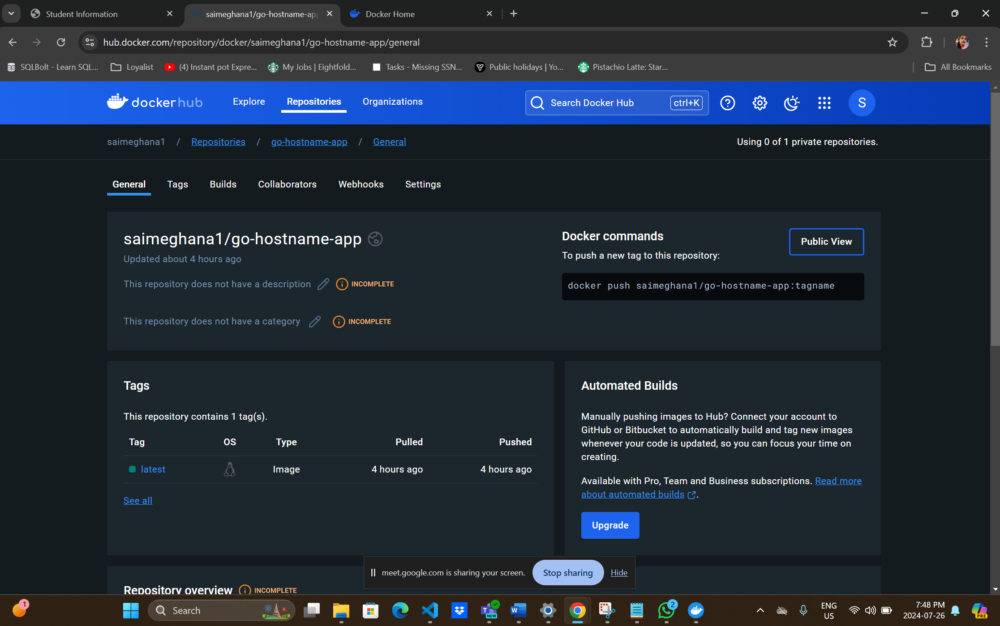 Student Information
saimeghana1/go-hostname-ap
Docker Home
hub.docker.com/repository/docker/saimeghana1/go-hostname-app/general
SQLBolt - Learn SQL...
Loyalist
(4) Instant pot Expre...
My Jobs | Eightfold...
Tasks - Missing SSN...
Public holidays | Yo...
Pistachio Latte: Star...
All Bookmarks
dockerhub
Explore
Repositories
Organizations
Search Docker Hub
ctrl+K
S
saimeghana1 / Repositories / go-hostname-app / General
Using 0 of 1 private repositories.
General
Tags
Builds
Collaborators
Webhooks
Settings
saimeghana1/go-hostname-app
Updated about 4 hours ago
This repository does not have a description
INCOMPLETE
This repository does not have a category
INCOMPLETE
Docker commands
To push a new tag to this repository:
Public View
docker push saimeghana1/go-hostname-app:tagname
Tags
This repository contains 1 tag(s).
Tag OS Type Pulled Pushed
latest Image 4 hours ago 4 hours ago
See all
Automated Builds
Manually pushing images to Hub? Connect your account to
GitHub or Bitbucket to automatically build and tag new images
whenever your code is updated, so you can focus your time on
creating.
Available with Pro, Team and Business subscriptions. Read more
about automated builds .
Upgrade
Repository overview
INCOMPLETE
meet.google.com is sharing your screen.
Stop sharing
Hide
1
Search
NEW
2
ENG
US
7:48 PM
2024-07-26
PRE